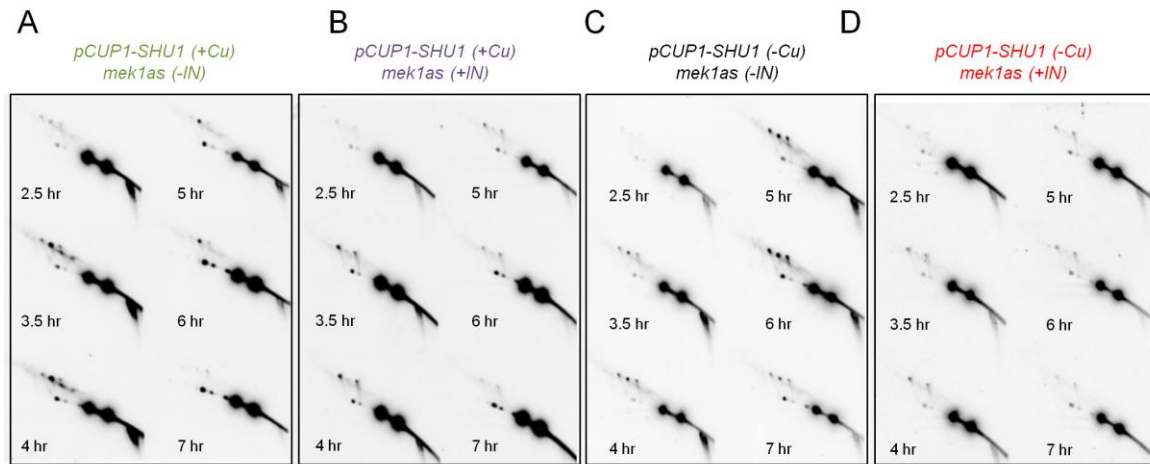 A
B
C
D
pCUP1-SHU1 (+Cu)
mek1as (-IN)
pCUP1-SHU1 (+Cu)
mek1as (+IN)
pCUP1-SHU1 (-Cu)
mek1as (-IN)
pCUP1-SHU1 (-Cu)
mek1as (+IN)
2.5 hr
5 hr
3.5 hr
6 hr
4 hr
7 hr
2.5 hr
5 hr
3.5 hr
6 hr
4 hr
7 hr
2.5 hr
5 hr
3.5 hr
6 hr
4 hr
7 hr
2.5 hr
5 hr
3.5 hr
6 hr
4 hr
7 hr